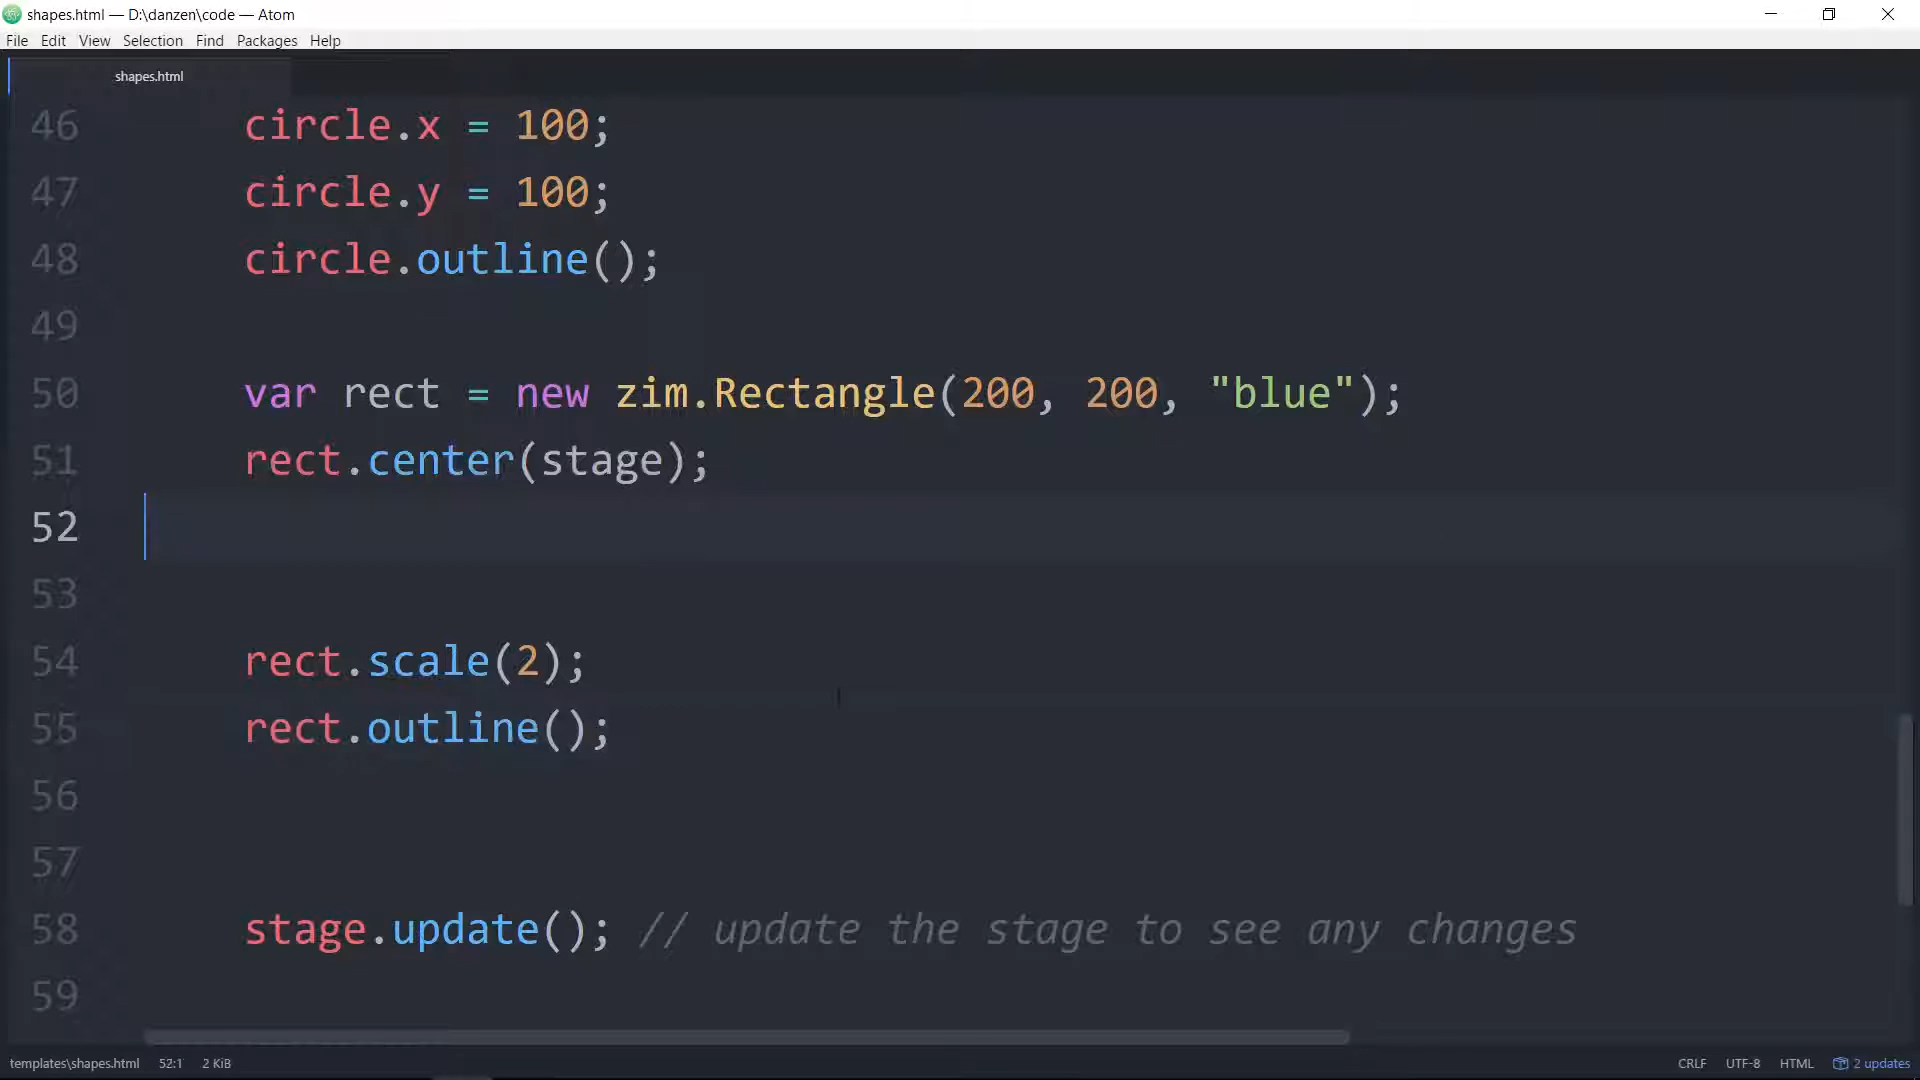 shapes.html — D:\danzen\code — Atom
File Edit View Selection Find Packages Help
shapes.html
46 circle.x = 100;
47 circle.y = 100;
48 circle.outline();
49
50 var rect = new zim.Rectangle(200, 200, "blue");
51 rect.center(stage);
52
53
54 rect.scale(2);
55 rect.outline();
56
57
58 stage.update(); // update the stage to see any changes
59
templates\shapes.html 52:1 2 KiB CRLF UTF-8 HTML 2 updates